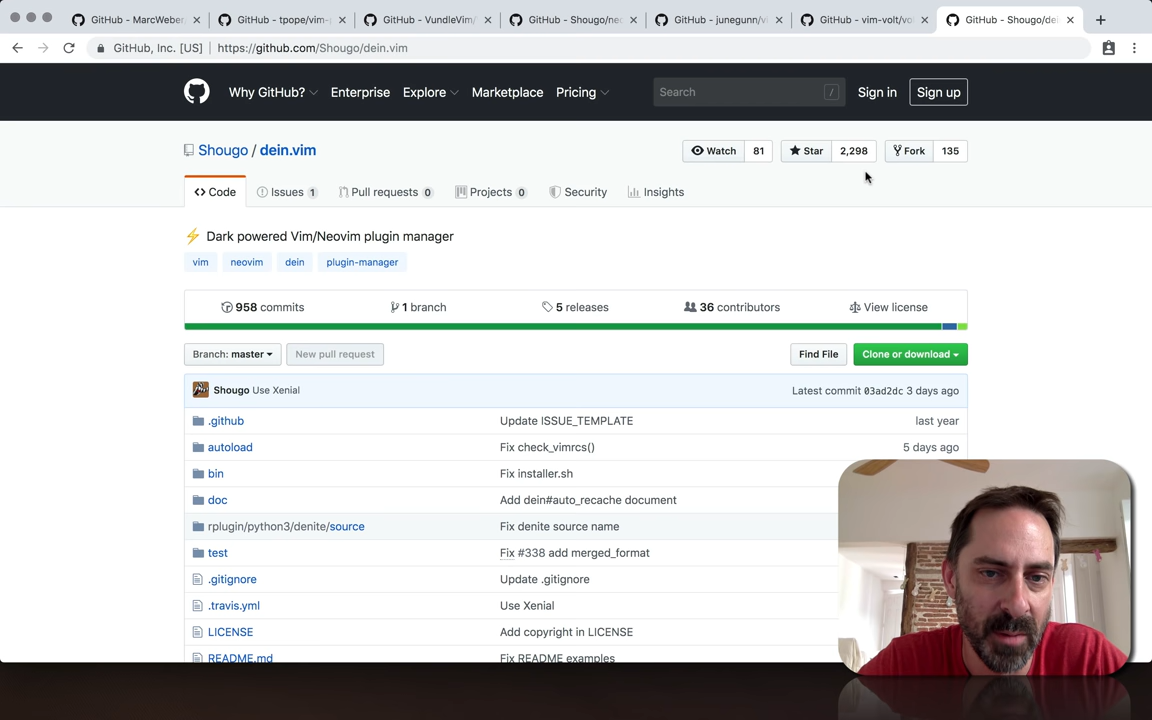 GitHub - MarcWeber/ GitHub - tpope/vim- GitHub - VundleVim/ GitHub - Shougo/neo GitHub - junegunn/vi GitHub - vim-volt/vol GitHub - Shougo/dei
GitHub, Inc. [US] https://github.com/Shougo/dein.vim
Why GitHub? Enterprise Explore Marketplace Pricing Search / Sign in Sign up
Shougo / dein.vim Watch 81 Star 2,298 Fork 135
Code Issues 1 Pull requests 0 Projects 0 Security Insights
Dark powered Vim/Neovim plugin manager
vim neovim dein plugin-manager
958 commits 1 branch 5 releases 36 contributors View license
Branch: master New pull request Find File Clone or download
Shougo Use Xenial Latest commit 03ad2dc 3 days ago
.github Update ISSUE_TEMPLATE last year
autoload Fix check_vimrcs() 5 days ago
bin Fix installer.sh
doc Add dein#auto_recache document
rplugin/python3/denite/source Fix denite source name
test Fix #338 add merged_format
.gitignore Update .gitignore
.travis.yml Use Xenial
LICENSE Add copyright in LICENSE
README.md Fix README examples